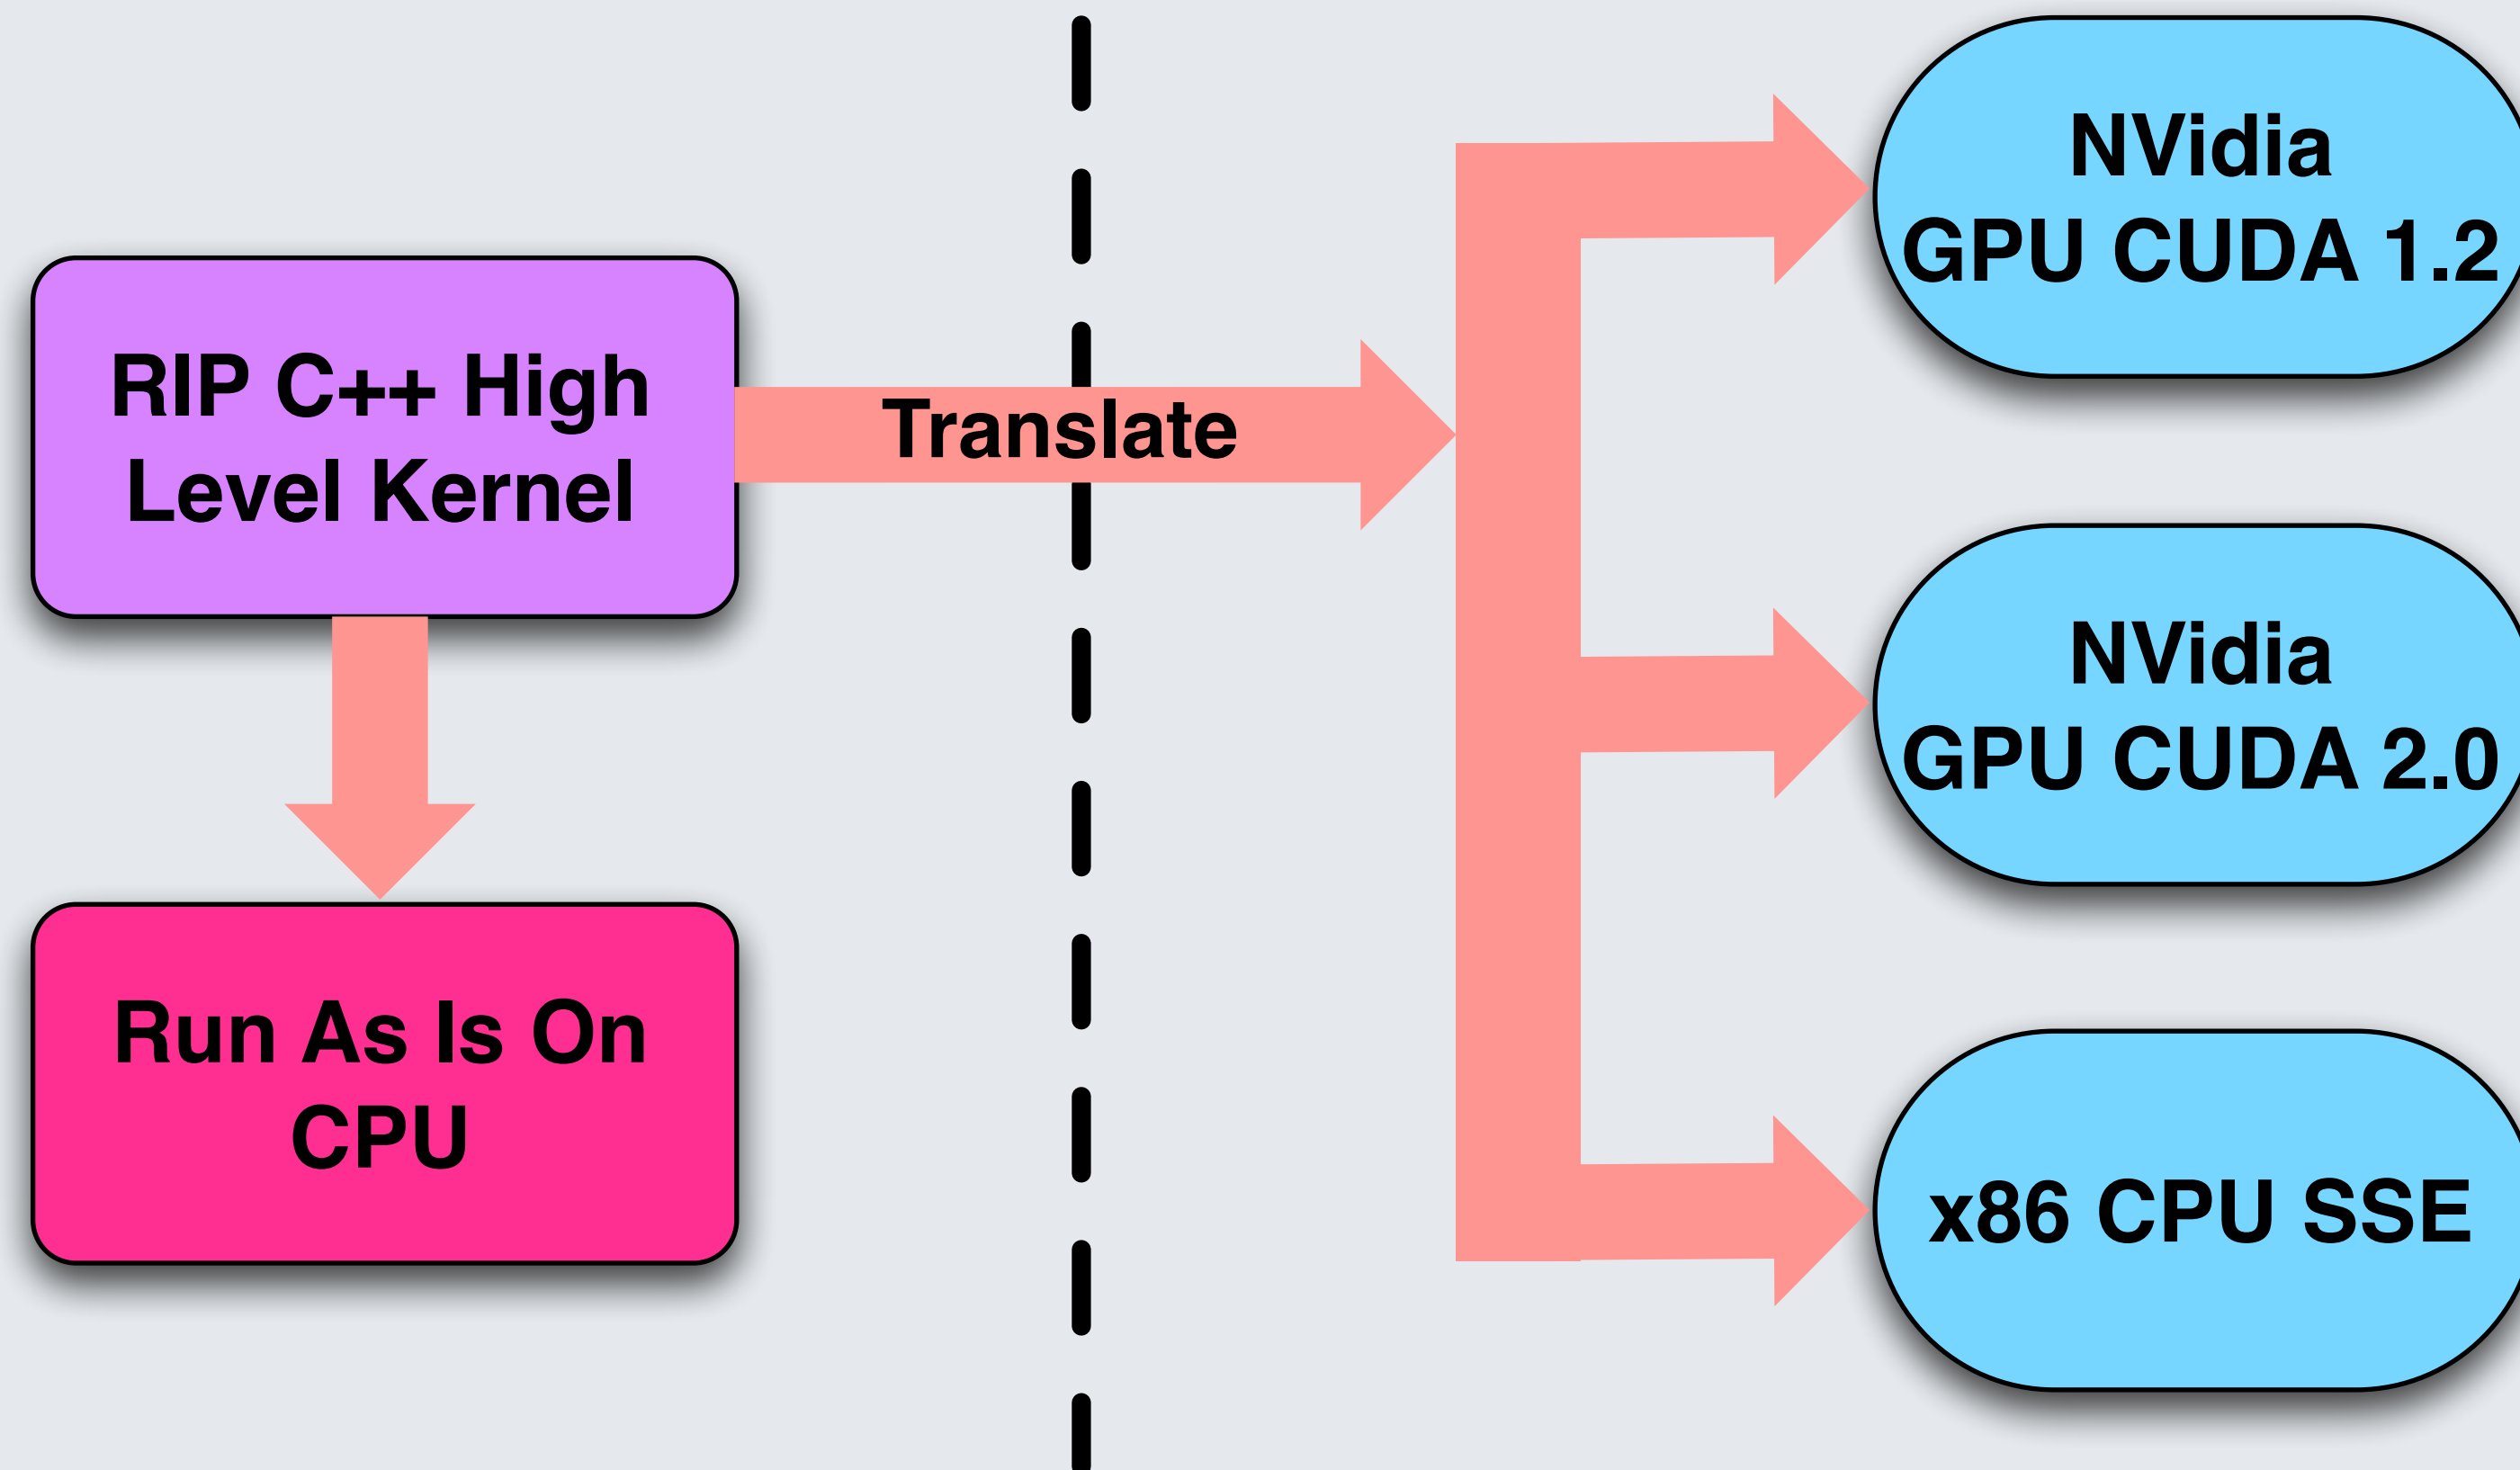 RIP C++ High
Level Kernel
Translate
Run As Is On
CPU
NVidia
GPU CUDA 1.2
NVidia
GPU CUDA 2.0
x86 CPU SSE